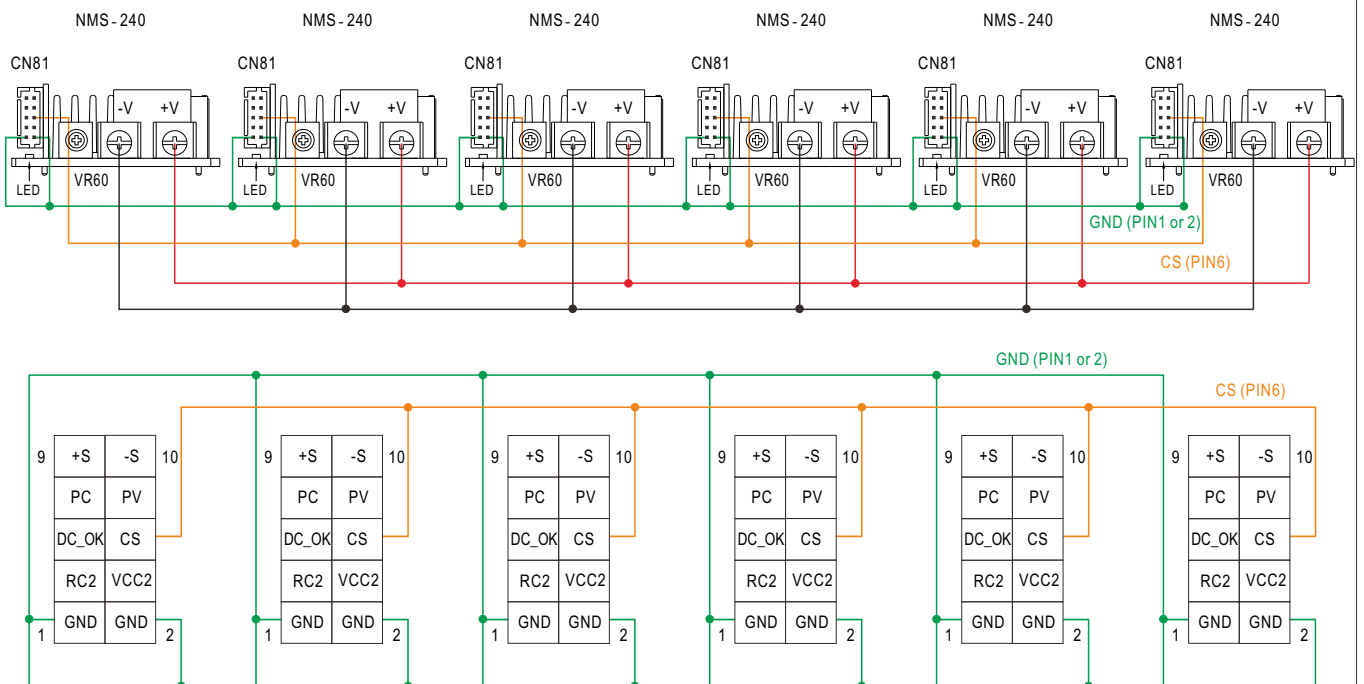 NMS-240 NMS-240 NMS-240 NMS-240 NMS-240 NMS-240
CN81 CN81 CN81 CN81 CN81 CN81
-V +V -V +V -V +V -V +V -V +V -V +V
LED VR60 LED VR60 LED VR60 LED VR60 LED VR60 LED VR60
GND (PIN1 or 2)
CS (PIN6)
GND (PIN1 or 2)
CS (PIN6)
9 +S -S 10 9 +S -S 10 9 +S -S 10 9 +S -S 10 9 +S -S 10 9 +S -S 10
PC PV PC PV PC PV PC PV PC PV PC PV
DC_OK CS DC_OK CS DC_OK CS DC_OK CS DC_OK CS DC_OK CS
RC2 VCC2 RC2 VCC2 RC2 VCC2 RC2 VCC2 RC2 VCC2 RC2 VCC2
1 GND GND 2 1 GND GND 2 1 GND GND 2 1 GND GND 2 1 GND GND 2 1 GND GND 2